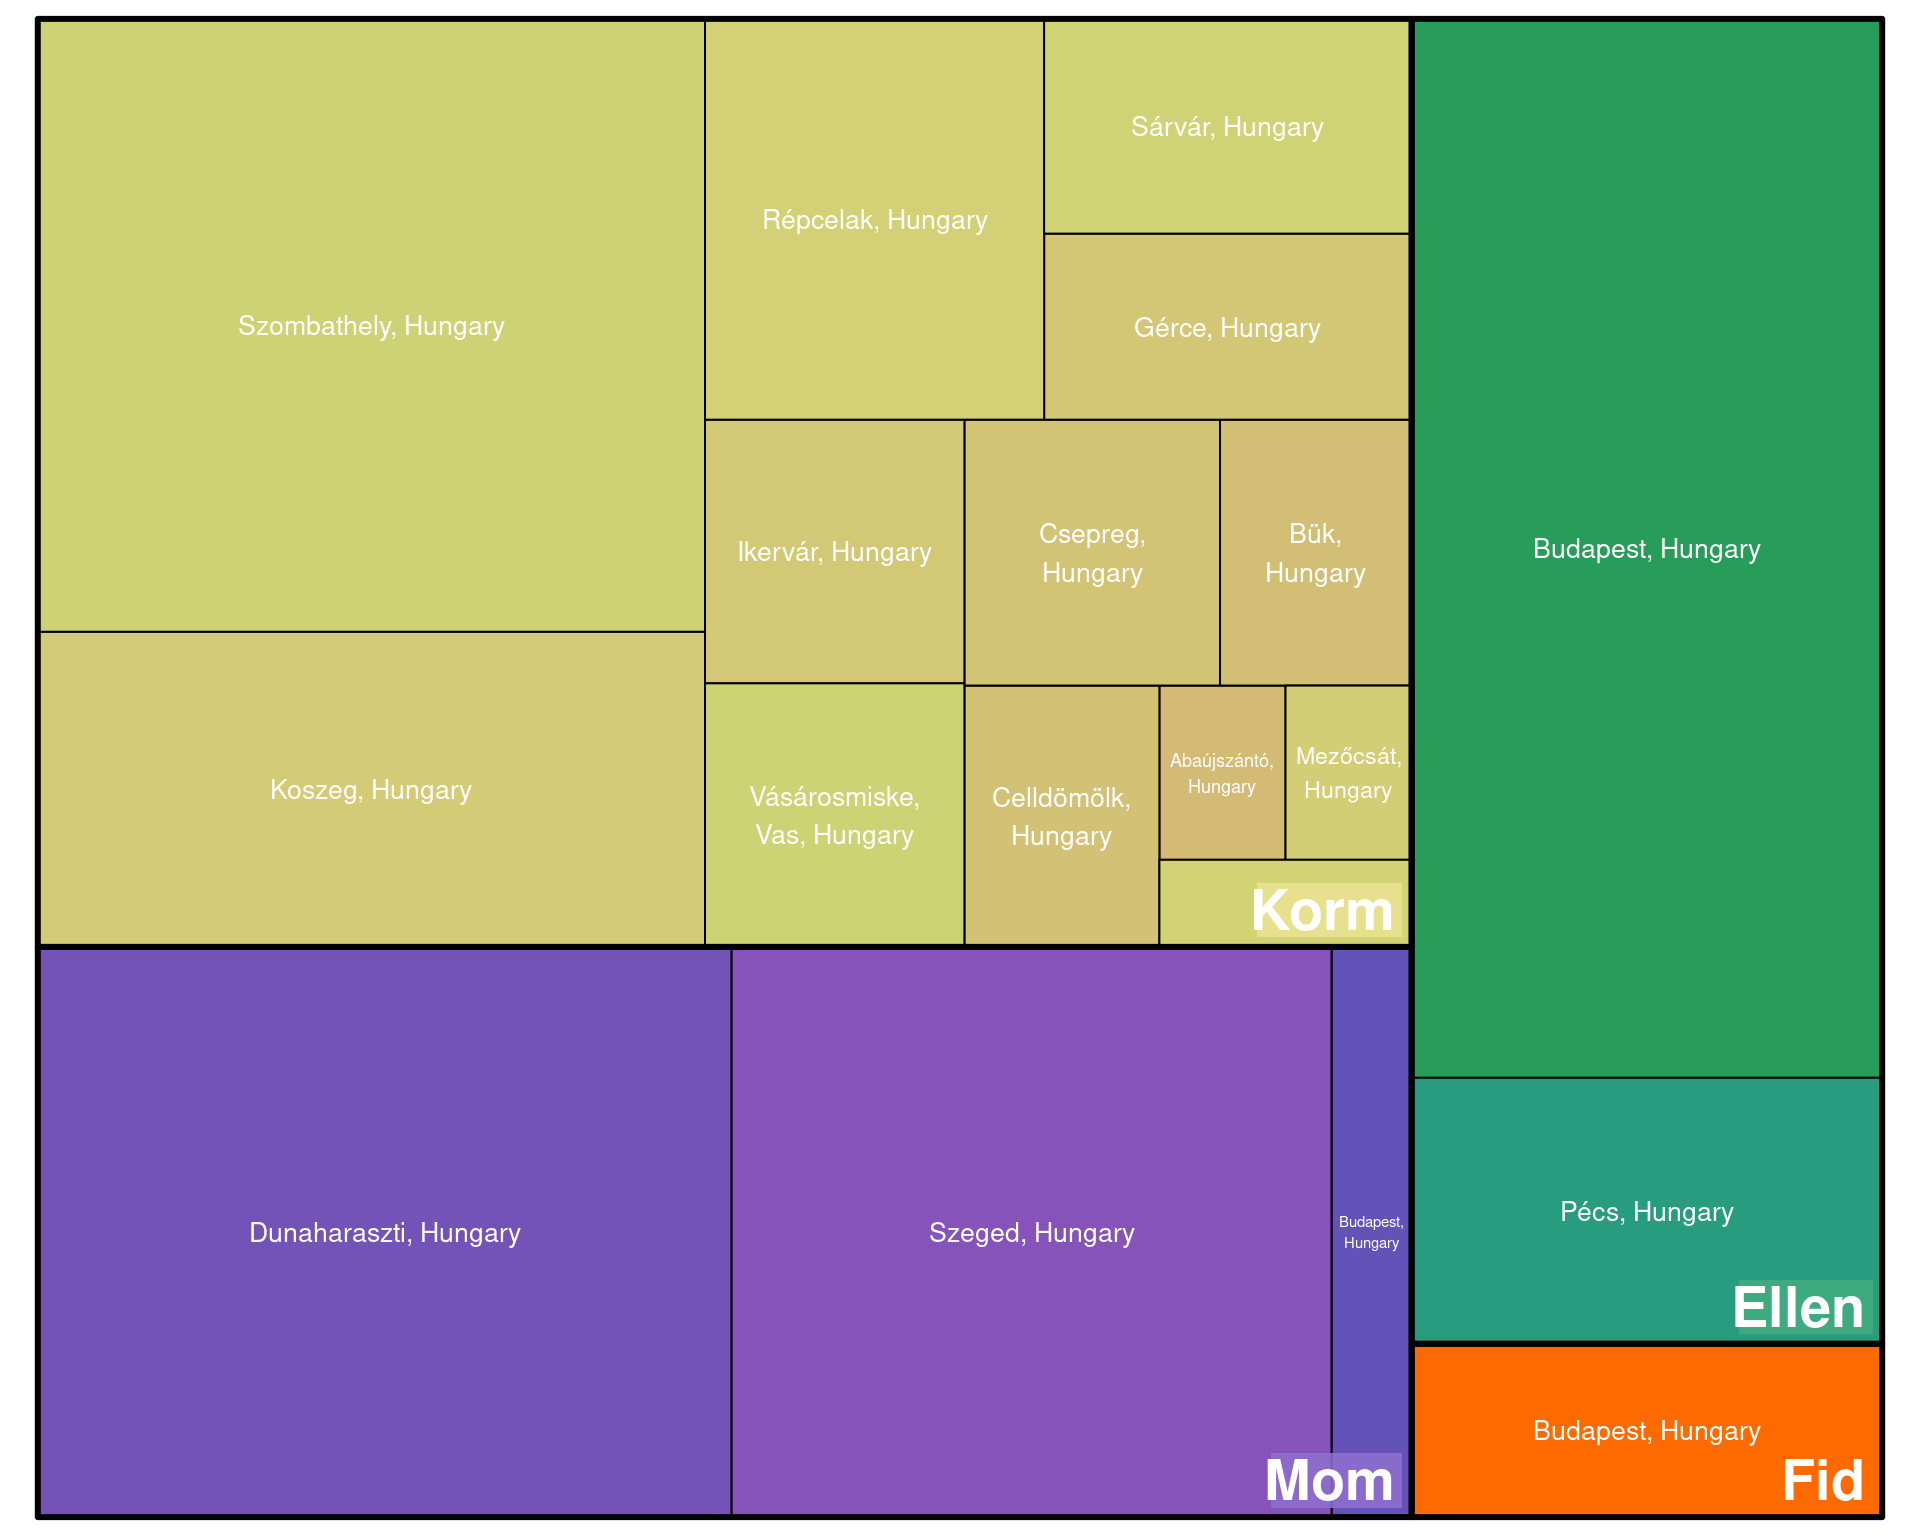 Szombathely, Hungary
Répcelak, Hungary
Sárvár, Hungary
Gérce, Hungary
Koszeg, Hungary
Ikervár, Hungary
Csepreg,
Hungary
Bük,
Hungary
Vásárosmiske,
Vas, Hungary
Celldömölk,
Hungary
Abaújszántó,
Hungary
Mezőcsát,
Hungary
Korm
Dunaharaszti, Hungary
Szeged, Hungary
Budapest,
Hungary
Mom
Budapest, Hungary
Pécs, Hungary
Ellen
Budapest, Hungary
Fid